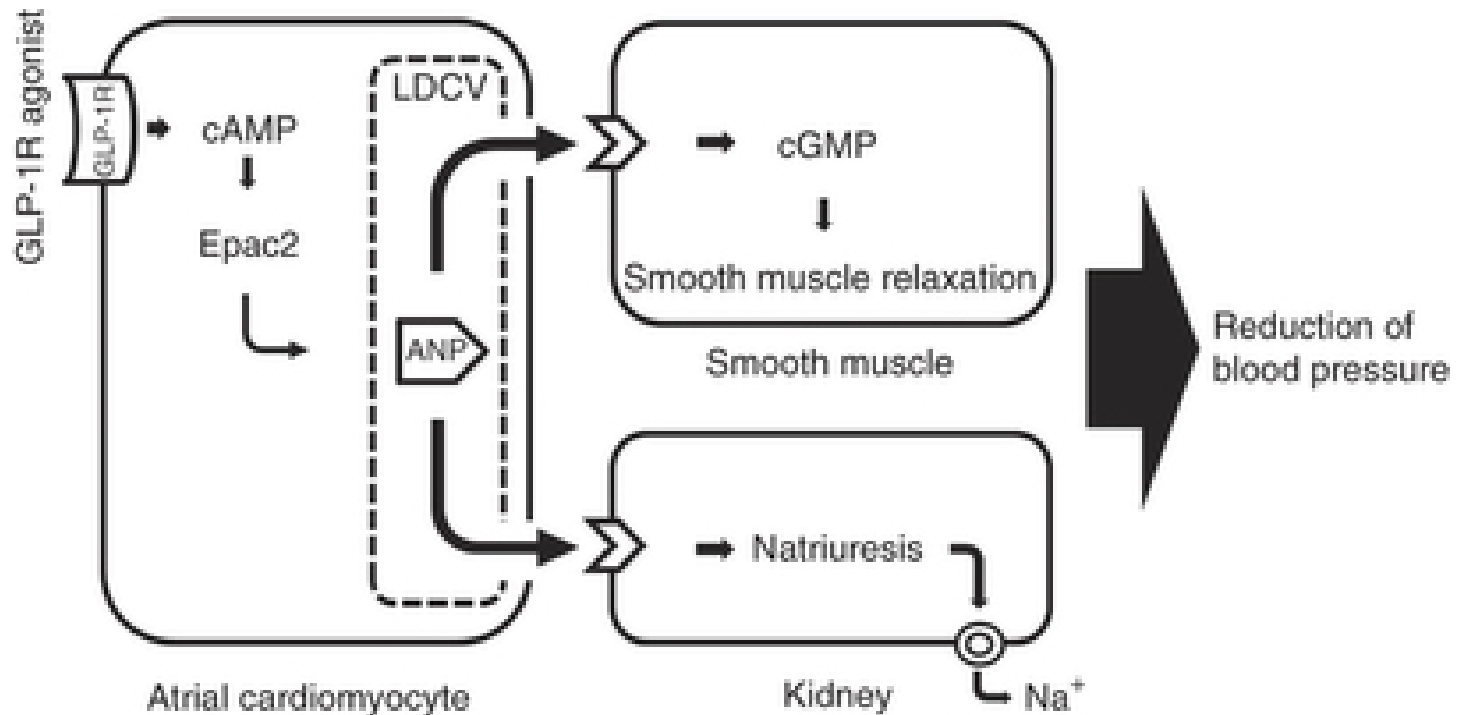 GLP-1R agonist
GLP-1R
cAMP
Epac2
LDCV
ANP
Atrial cardiomyocyte
cGMP
Smooth muscle relaxation
Smooth muscle
Natriuresis
Na⁺
Kidney
Reduction of
blood pressure